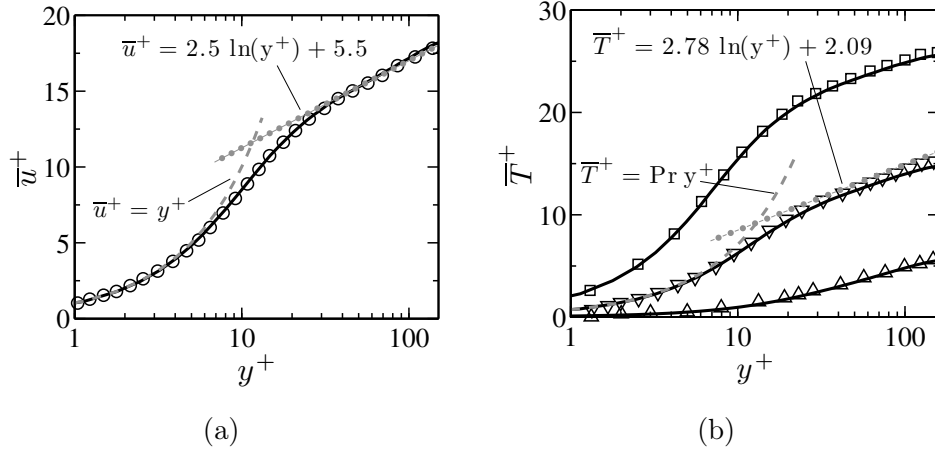 20
15
10
5
0
1
10
100
u̅⁺
y⁺
u̅⁺ = 2.5 ln(y⁺) + 5.5
u̅⁺ = y⁺
(a)
30
20
10
0
1
10
100
T̅⁺
y⁺
T̅⁺ = 2.78 ln(y⁺) + 2.09
T̅⁺ = Pr y⁺
(b)